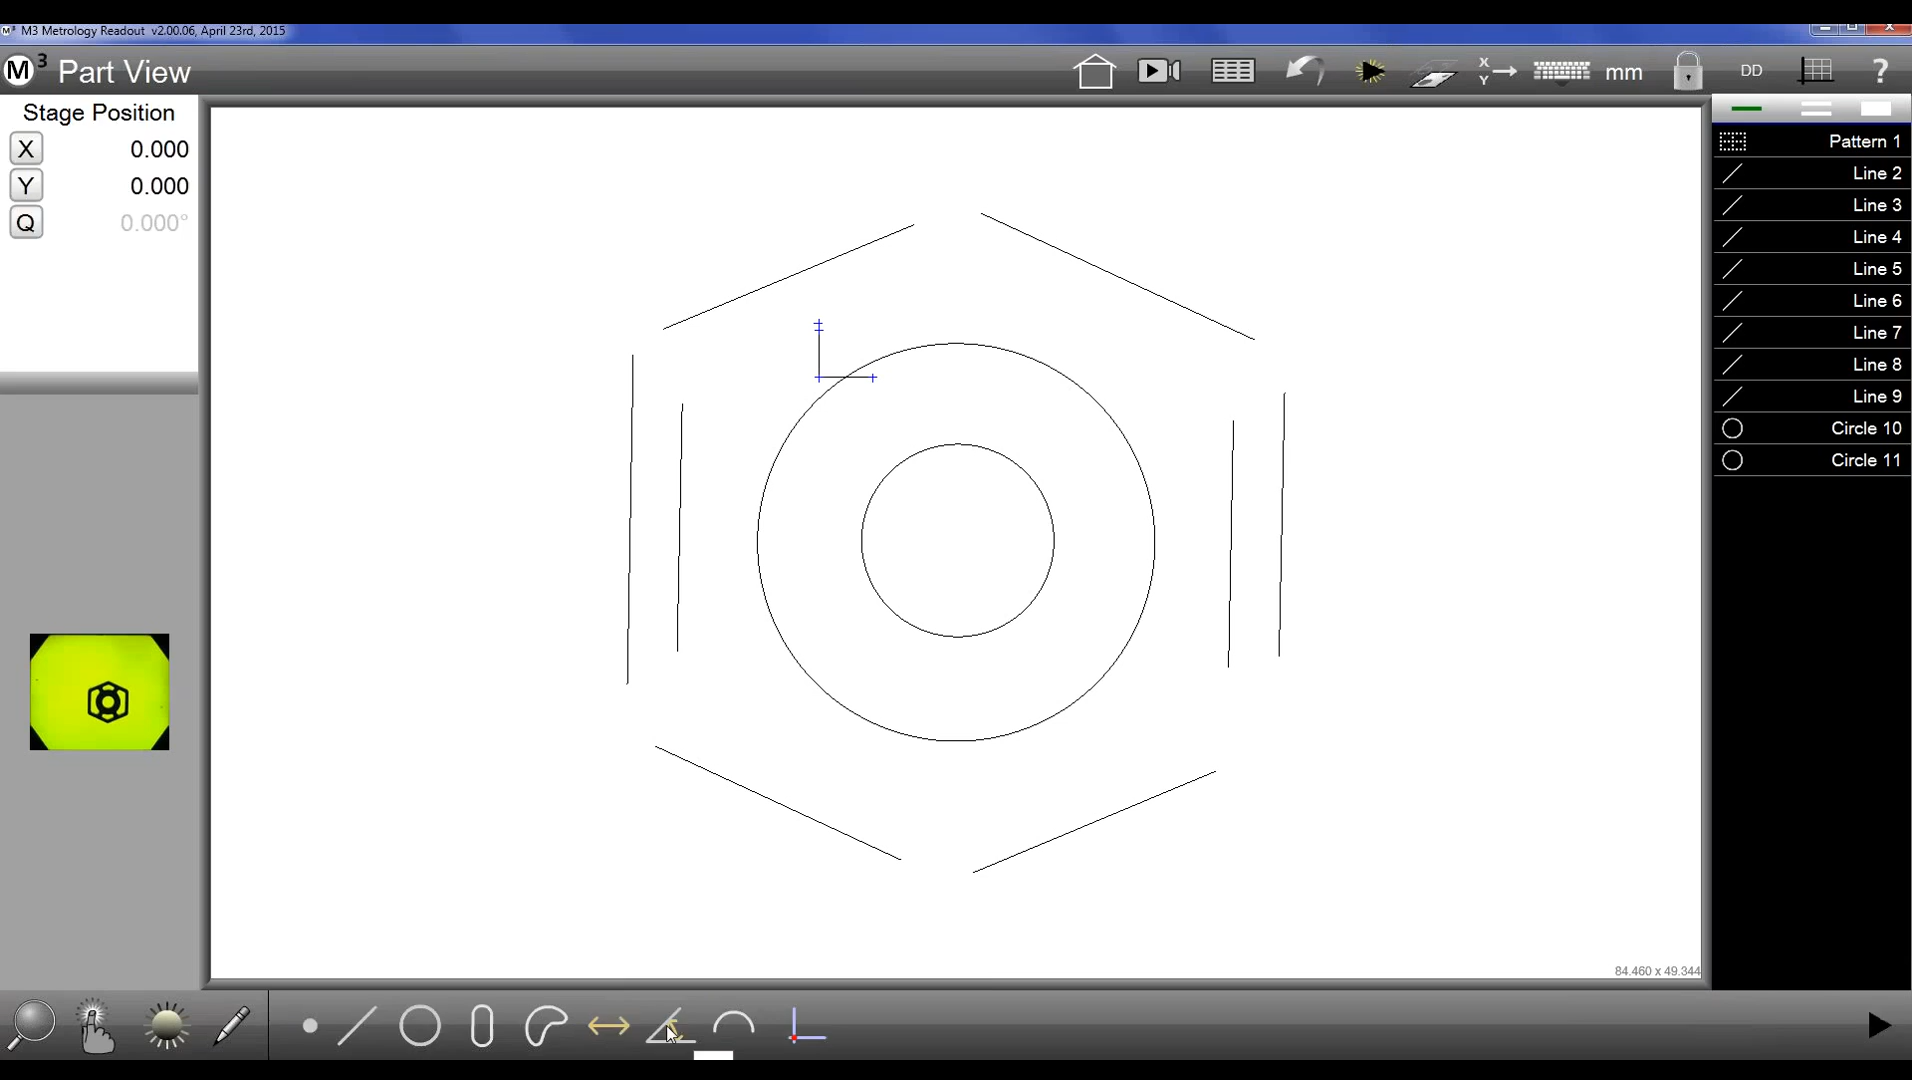 M³ M3 Metrology Readout v2.00.06, April 23rd, 2015
M³ Part View
X
Y
mm
DD
?
Stage Position
X 0.000
Y 0.000
Q 0.000°
Pattern 1
Line 2
Line 3
Line 4
Line 5
Line 6
Line 7
Line 8
Line 9
Circle 10
Circle 11
84.460 x 49.344